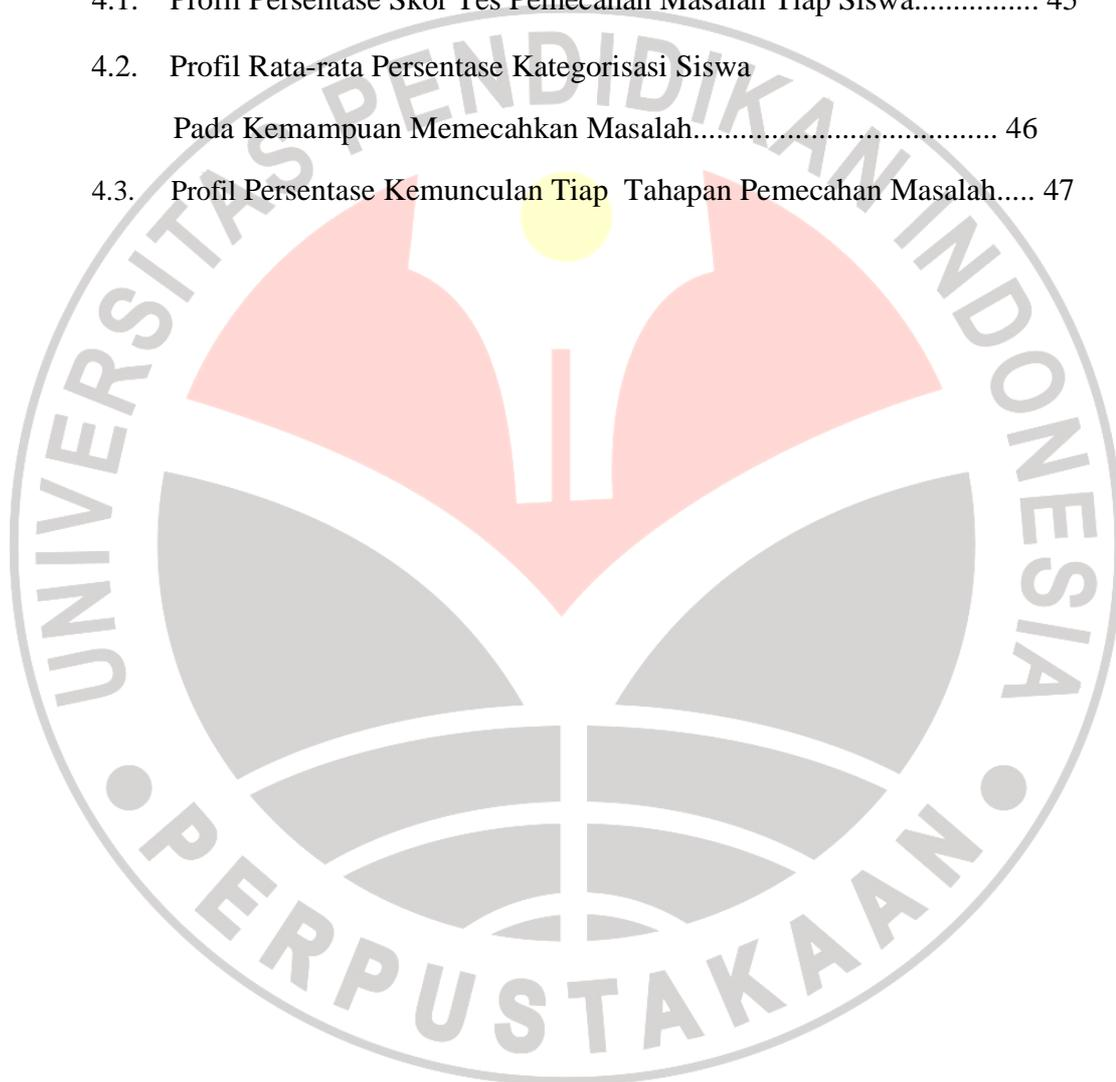 4.1. Profil Persentase Skor Tes Pemecahan Masalah Tiap Siswa................ 45
4.2. Profil Rata-rata Persentase Kategorisasi Siswa
Pada Kemampuan Memecahkan Masalah....................................... 46
4.3. Profil Persentase Kemunculan Tiap Tahapan Pemecahan Masalah..... 47
UNIVERSITAS PENDIDIKAN INDONESIA
PERPUSTAKAAN